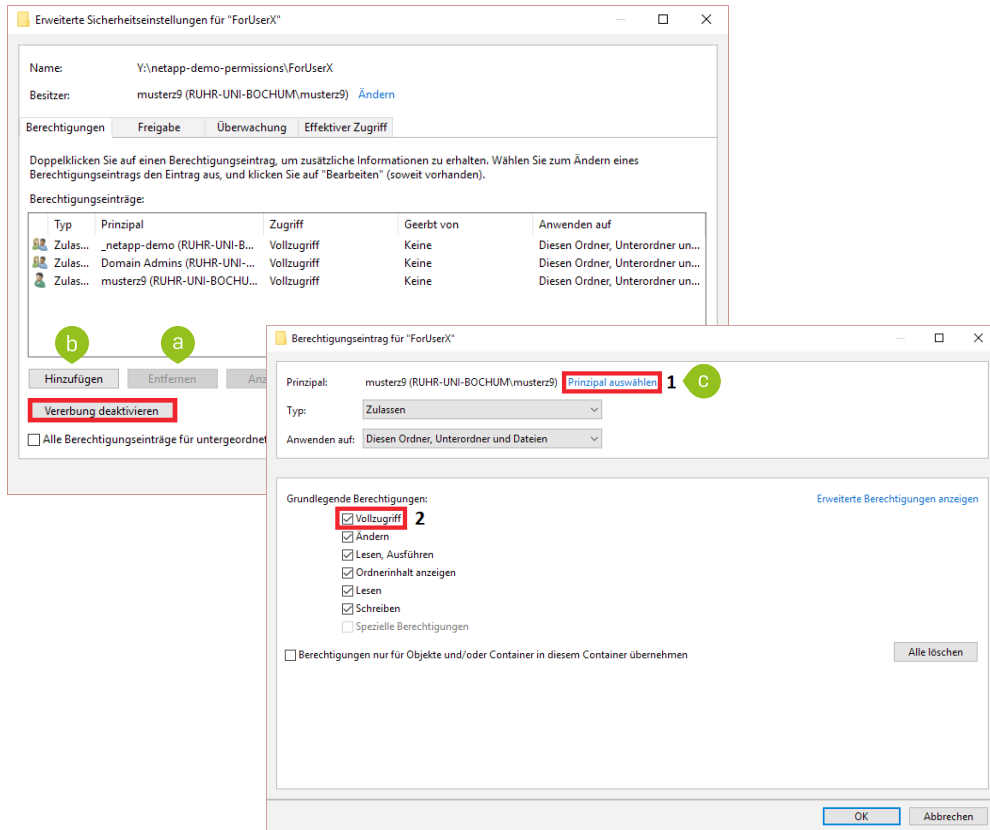 Erweiterte Sicherheitseinstellungen für "ForUserX"
Name: Y:\netapp-demo-permissions\ForUserX
Besitzer: musterz9 (RUHR-UNI-BOCHUM\musterz9) Ändern
Berechtigungen Freigabe Überwachung Effektiver Zugriff
Doppelklicken Sie auf einen Berechtigungseintrag, um zusätzliche Informationen zu erhalten. Wählen Sie zum Ändern eines
Berechtigungseintrags den Eintrag aus, und klicken Sie auf "Bearbeiten" (soweit vorhanden).
Berechtigungseinträge:
Typ Prinzipal Zugriff Geerbt von Anwenden auf
Zulas... _netapp-demo (RUHR-UNI-B... Vollzugriff Keine Diesen Ordner, Unterordner un...
Zulas... Domain Admins (RUHR-UNI-... Vollzugriff Keine Diesen Ordner, Unterordner un...
Zulas... musterz9 (RUHR-UNI-BOCHU... Vollzugriff Keine Diesen Ordner, Unterordner un...
b a
Hinzufügen Entfernen Anz
Vererbung deaktivieren
Alle Berechtigungseinträge für untergeordnet
Berechtigungseintrag für "ForUserX"
Prinzipal: musterz9 (RUHR-UNI-BOCHUM\musterz9) Prinzipal auswählen 1 c
Typ: Zulassen
Anwenden auf: Diesen Ordner, Unterordner und Dateien
Grundlegende Berechtigungen: Erweiterte Berechtigungen anzeigen
Vollzugriff 2
Ändern
Lesen, Ausführen
Ordnerinhalt anzeigen
Lesen
Schreiben
Spezielle Berechtigungen
Berechtigungen nur für Objekte und/oder Container in diesem Container übernehmen Alle löschen
OK Abbrechen